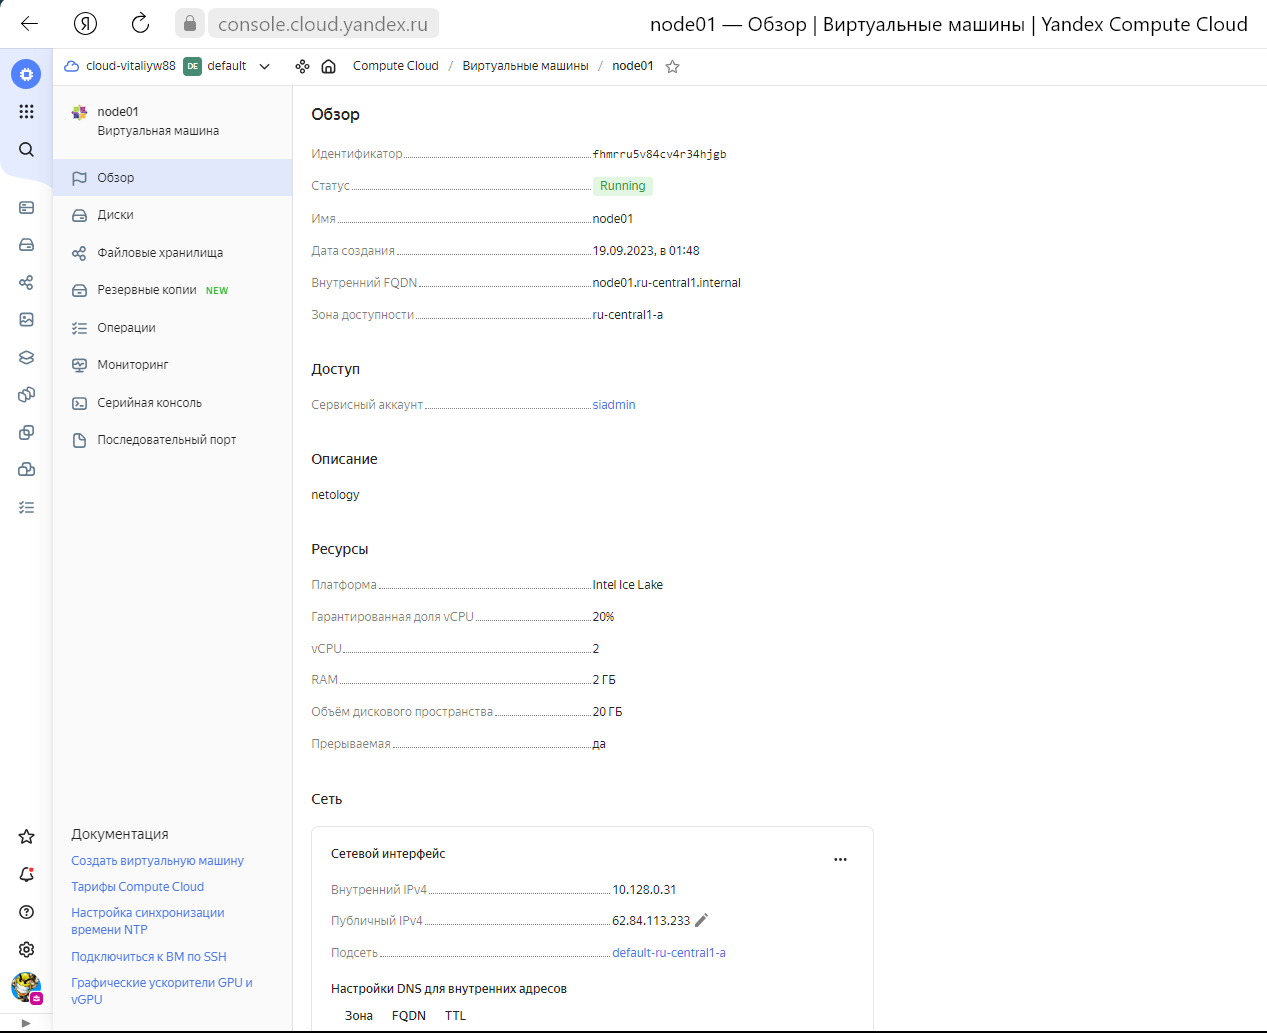 console.cloud.yandex.ru
node01 — Обзор | Виртуальные машины | Yandex Compute Cloud
cloud-vitaliyw88 DE default
Compute Cloud / Виртуальные машины / node01
node01
Виртуальная машина
Обзор
Диски
Файловые хранилища
Резервные копии NEW
Операции
Мониторинг
Серийная консоль
Последовательный порт
Документация
Создать виртуальную машину
Тарифы Compute Cloud
Настройка синхронизации
времени NTP
Подключиться к ВМ по SSH
Графические ускорители GPU и
vGPU
Обзор
Идентификатор fhmrru5v84cv4r34hjgb
Статус Running
Имя node01
Дата создания 19.09.2023, в 01:48
Внутренний FQDN node01.ru-central1.internal
Зона доступности ru-central1-a
Доступ
Сервисный аккаунт siadmin
Описание
netology
Ресурсы
Платформа Intel Ice Lake
Гарантированная доля vCPU 20%
vCPU 2
RAM 2 ГБ
Объём дискового пространства 20 ГБ
Прерываемая да
Сеть
Сетевой интерфейс
Внутренний IPv4 10.128.0.31
Публичный IPv4 62.84.113.233
Подсеть default-ru-central1-a
Настройки DNS для внутренних адресов
Зона FQDN TTL